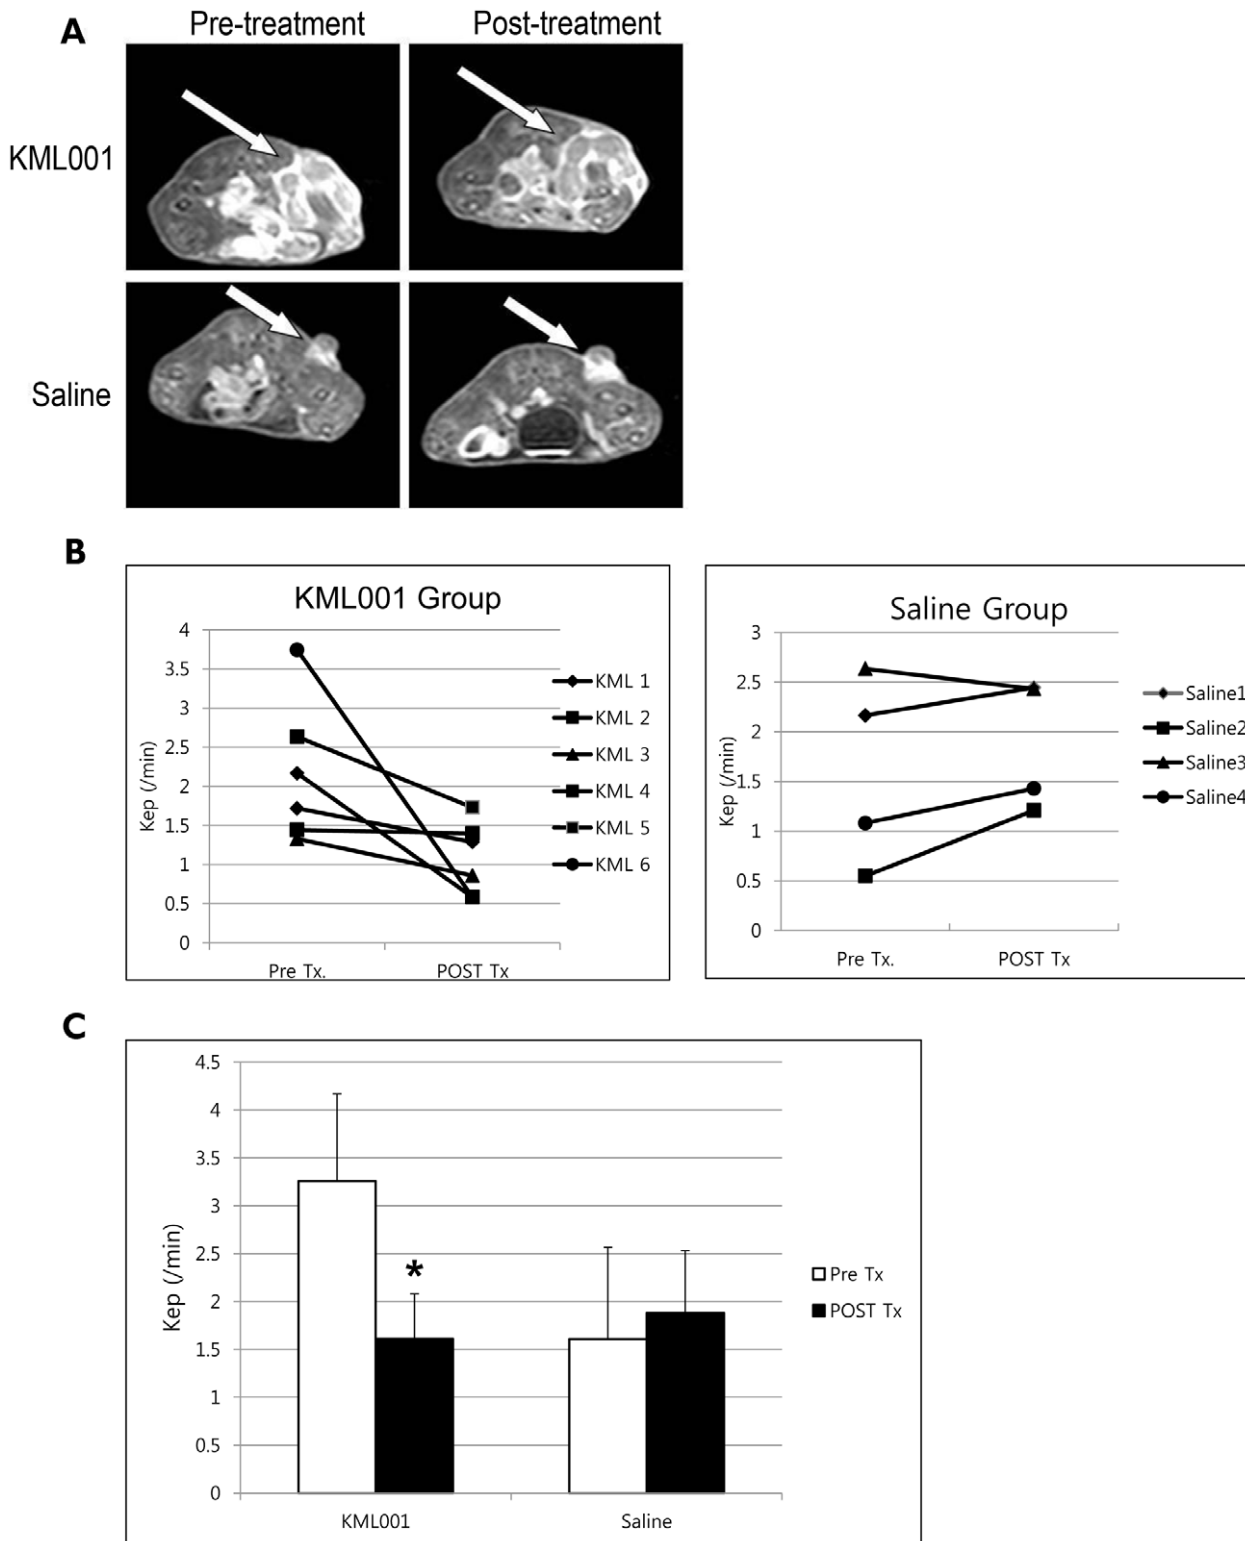 A
Pre-treatment Post-treatment
KML001
Saline
B
KML001 Group
4
3.5
3
2.5
2
1.5
1
0.5
0
Kep (/min)
Pre Tx. POST Tx
KML 1
KML 2
KML 3
KML 4
KML 5
KML 6
Saline Group
3
2.5
2
1.5
1
0.5
0
Kep (/min)
Pre Tx. POST Tx
Saline1
Saline2
Saline3
Saline4
C
4.5
4
3.5
3
2.5
2
1.5
1
0.5
0
Kep (/min)
*
KML001 Saline
Pre Tx
POST Tx